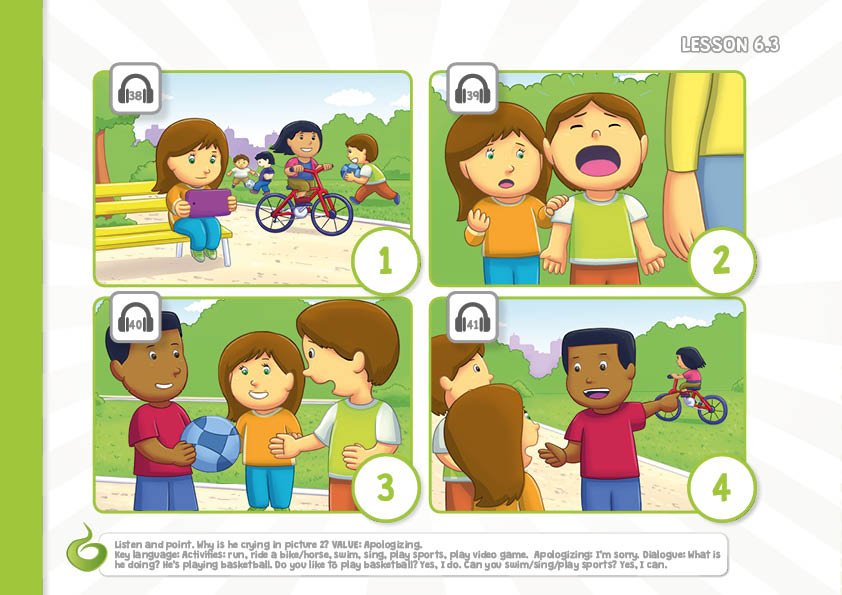 LESSON 6.3
38
39
1
2
40
41
3
4
6
Listen and point. Why is he crying in picture 2? VALUE: Apologizing.
Key language: Activities: run, ride a bike/horse, swim, sing, play sports, play video game. Apologizing: I'm sorry. Dialogue: What is
he doing? He's playing basketball. Do you like to play basketball? Yes, I do. Can you swim/sing/play sports? Yes, I can.